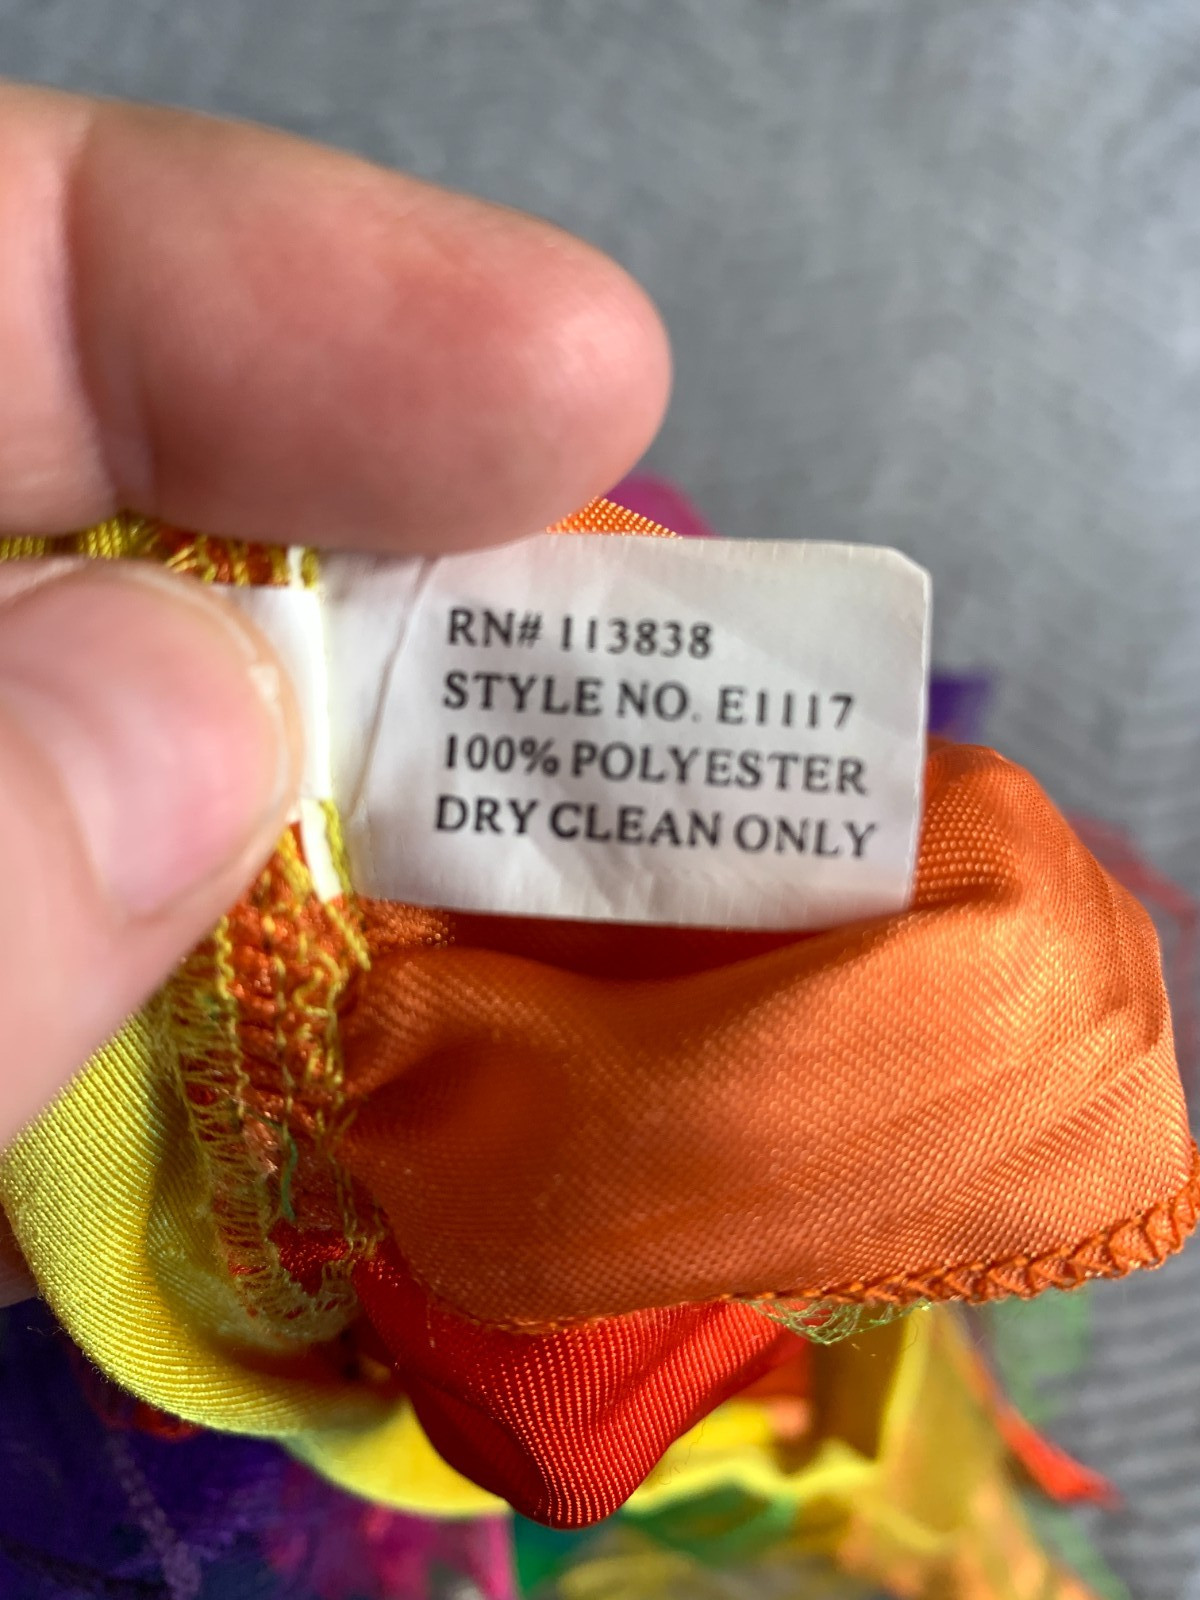 RN# 113838
STYLE NO. E1117
100% POLYESTER
DRY CLEAN ONLY